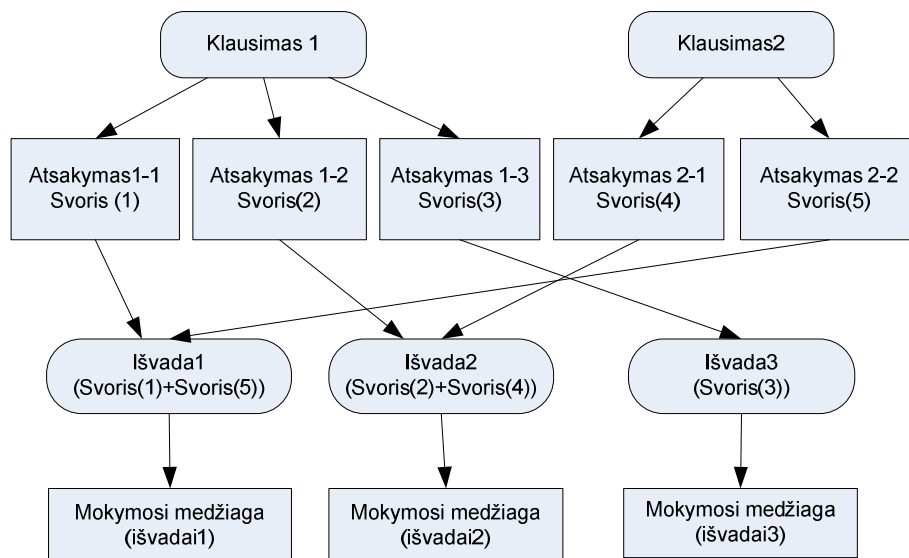 Klausimas 1
Klausimas2
Atsakymas1-1
Svoris (1)
Atsakymas 1-2
Svoris(2)
Atsakymas 1-3
Svoris(3)
Atsakymas 2-1
Svoris(4)
Atsakymas 2-2
Svoris(5)
Išvada1
(Svoris(1)+Svoris(5))
Išvada2
(Svoris(2)+Svoris(4))
Išvada3
(Svoris(3))
Mokymosi medžiaga
(išvadai1)
Mokymosi medžiaga
(išvadai2)
Mokymosi medžiaga
(išvadai3)